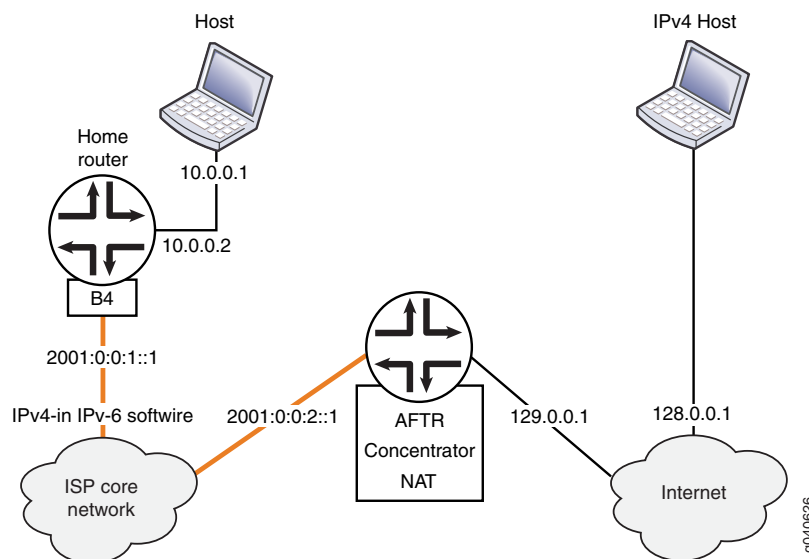 Host
IPv4 Host
Home
router
10.0.0.1
10.0.0.2
B4
2001:0:0:1::1
IPv4-in IPv-6 softwire
2001:0:0:2::1
AFTR
Concentrator
NAT
129.0.0.1
128.0.0.1
ISP core
network
Internet
g040626